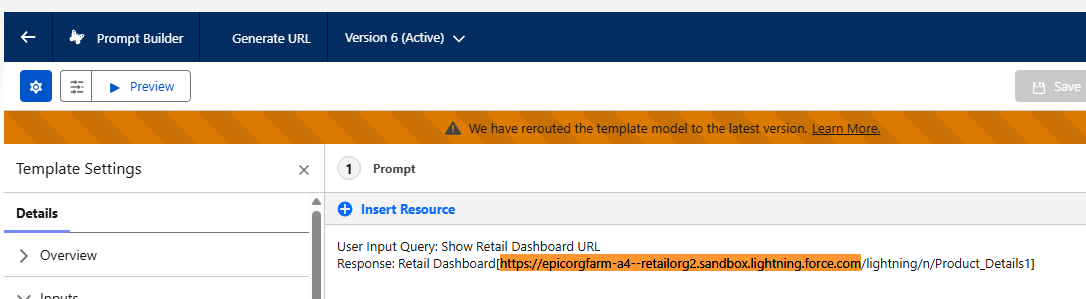 Prompt Builder
Generate URL
Version 6 (Active)
Preview
Save
We have rerouted the template model to the latest version. Learn More.
Template Settings
1 Prompt
Details
Insert Resource
Overview
User Input Query: Show Retail Dashboard URL
Response: Retail Dashboard[https://epicorgfarm-a4--retailorg2.sandbox.lightning.force.com/lightning/n/Product_Details1]
Inputs